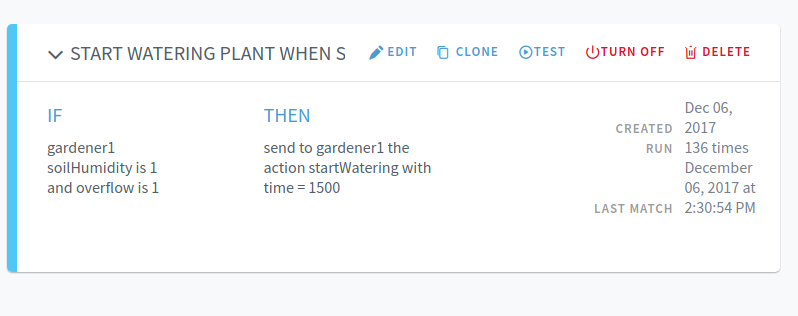 START WATERING PLANT WHEN S
EDIT
CLONE
TEST
TURN OFF
DELETE
IF
gardener1
soilHumidity is 1
and overflow is 1
THEN
send to gardener1 the
action startWatering with
time = 1500
CREATED
Dec 06,
2017
RUN
136 times
LAST MATCH
December
06, 2017 at
2:30:54 PM